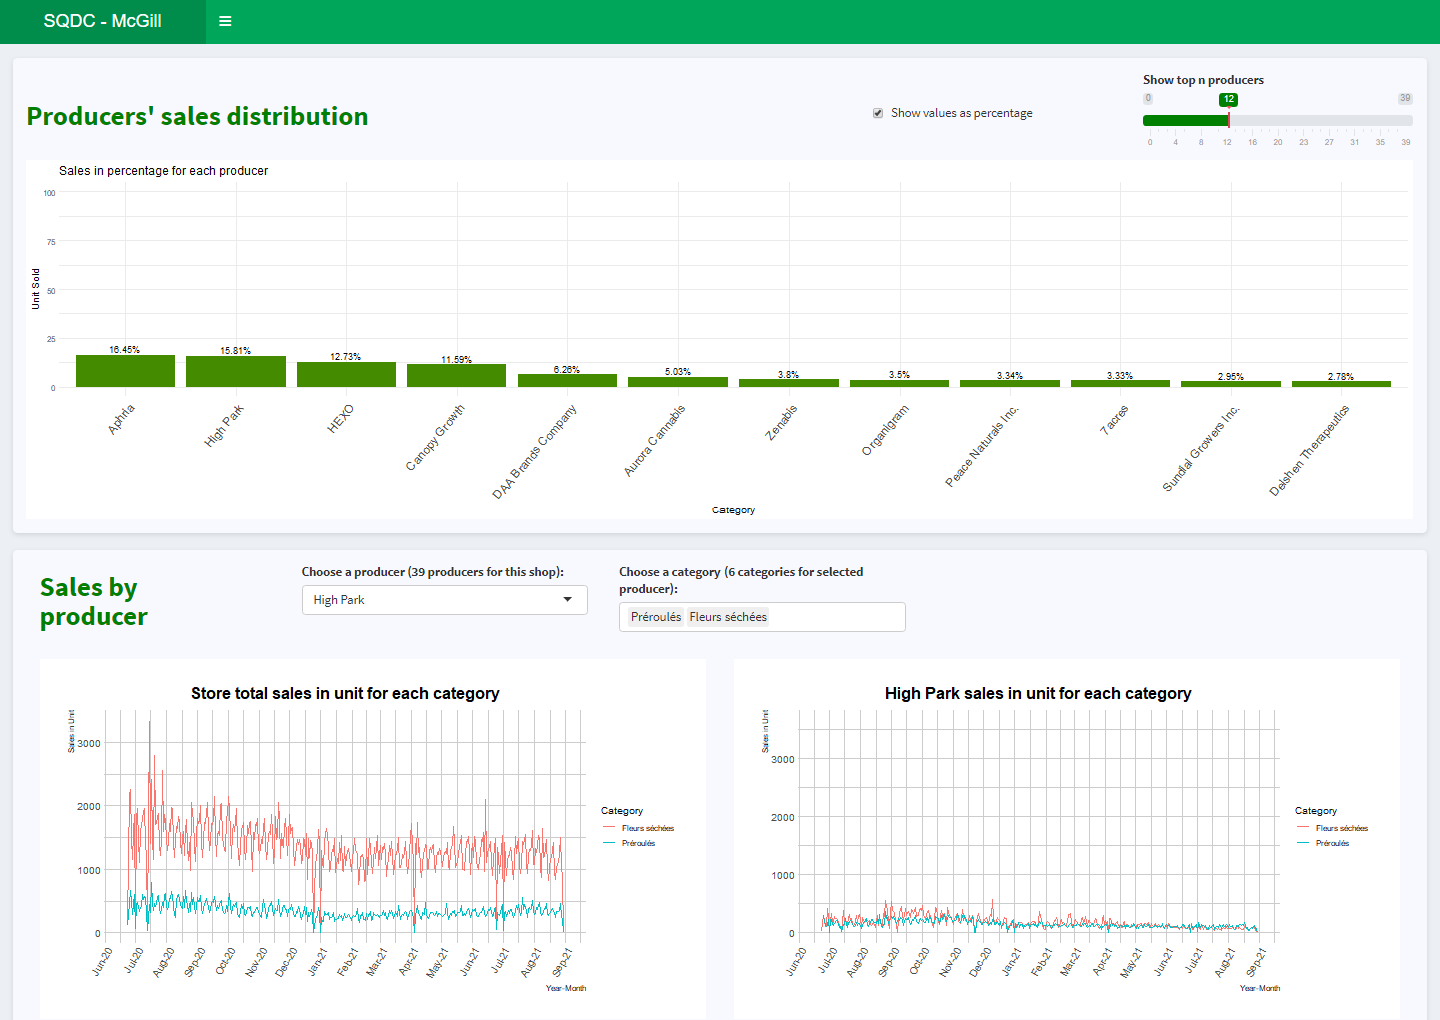 SQDC - McGill
Producers' sales distribution
Show values as percentage
Show top n producers
0 12 39
0 4 8 12 16 20 23 27 31 35 39
Sales in percentage for each producer
Unit Sold
100
75
50
25
0
16.45% 15.81% 12.73% 11.59% 6.26% 5.03% 3.8% 3.5% 3.34% 3.33% 2.95% 2.78%
Aphria High Park HEXO Canopy Growth DAA Brands Company Aurora Cannabis Zenabis Organigram Peace Naturals Inc. 7acres Sundial Growers Inc. Delshen Therapeutics
Category
Sales by
producer
Choose a producer (39 producers for this shop):
High Park
Choose a category (6 categories for selected
producer):
Préroulés Fleurs séchées
Store total sales in unit for each category
Sales in Unit
3000
2000
1000
0
Jun-20 Jul-20 Aug-20 Sep-20 Oct-20 Nov-20 Dec-20 Jan-21 Feb-21 Mar-21 Apr-21 May-21 Jun-21 Jul-21 Aug-21 Sep-21
Year-Month
Category
Fleurs séchées
Préroulés
High Park sales in unit for each category
Sales in Unit
3000
2000
1000
0
Jun-20 Jul-20 Aug-20 Sep-20 Oct-20 Nov-20 Dec-20 Jan-21 Feb-21 Mar-21 Apr-21 May-21 Jun-21 Jul-21 Aug-21 Sep-21
Year-Month
Category
Fleurs séchées
Préroulés